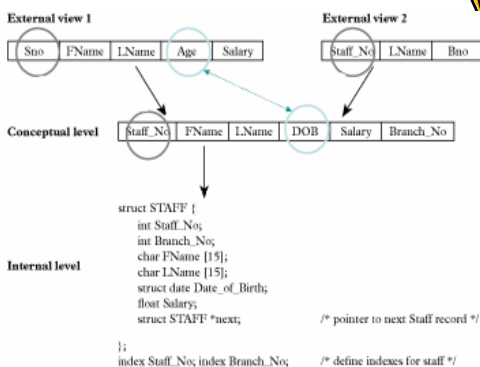 External view 1 External view 2
Sno FName LName Age Salary Staff_No LName Bno
Conceptual level Staff_No FName LName DOB Salary Branch_No
struct STAFF {
int Staff_No;
int Branch_No;
char FName [15];
char LName [15];
Internal level struct date Date_of_Birth;
float Salary;
struct STAFF *next; /* pointer to next Staff record */
};
index Staff_No; index Branch_No; /* define indexes for staff */